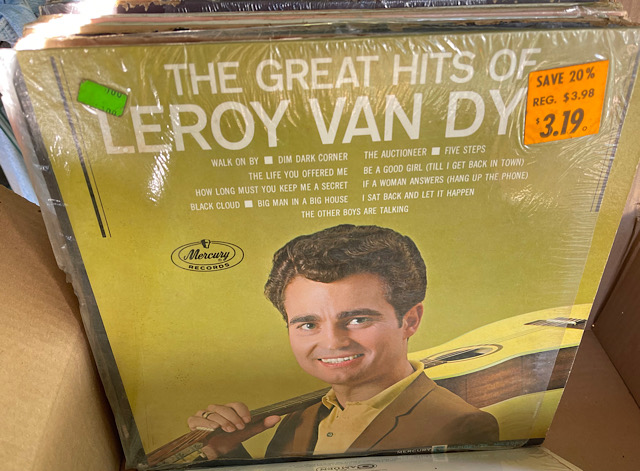 THE GREAT HITS OF
LEROY VAN DY
SAVE 20%
REG. $3.98
$3.19
100
WALK ON BY ■ DIM DARK CORNER
THE LIFE YOU OFFERED ME
HOW LONG MUST YOU KEEP ME A SECRET
BLACK CLOUD ■ BIG MAN IN A BIG HOUSE
THE AUCTIONEER ■ FIVE STEPS
BE A GOOD GIRL (TILL I GET BACK IN TOWN)
IF A WOMAN ANSWERS (HANG UP THE PHONE)
I SAT BACK AND LET IT HAPPEN
THE OTHER BOYS ARE TALKING
Mercury
RECORDS
MERCURY